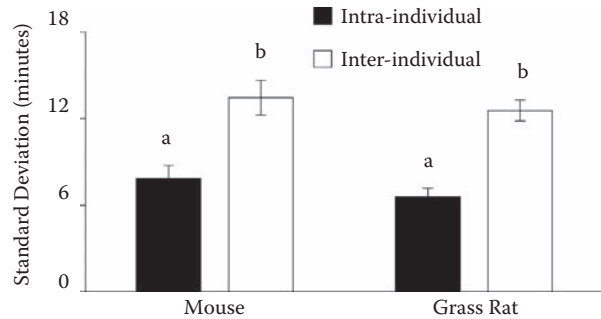 Standard Deviation (minutes)
18
12
6
0
Intra-individual
Inter-individual
a
b
a
b
Mouse
Grass Rat